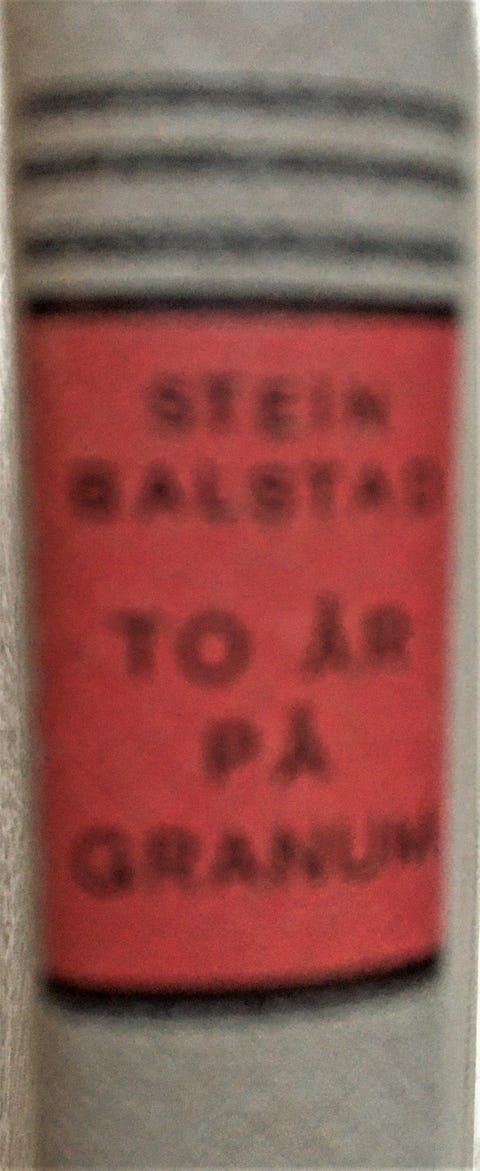 STEIN
BALSTAD
TO ÅR
PÅ
GRANUM